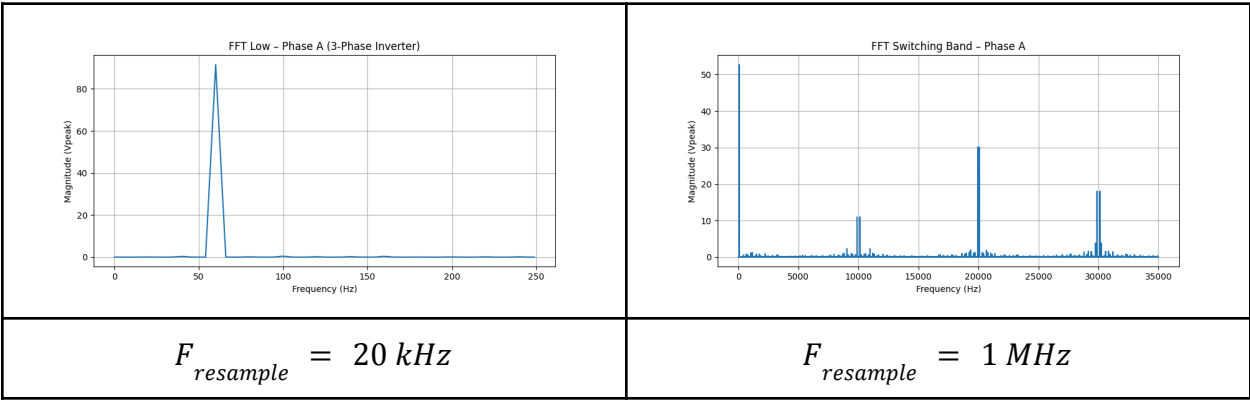 FFT Low – Phase A (3-Phase Inverter)
80
60
40
20
0
Magnitude (Vpeak)
0 50 100 150 200 250
Frequency (Hz)
FFT Switching Band – Phase A
50
40
30
20
10
0
Magnitude (Vpeak)
0 5000 10000 15000 20000 25000 30000 35000
Frequency (Hz)
F_resample = 20 kHz
F_resample = 1 MHz